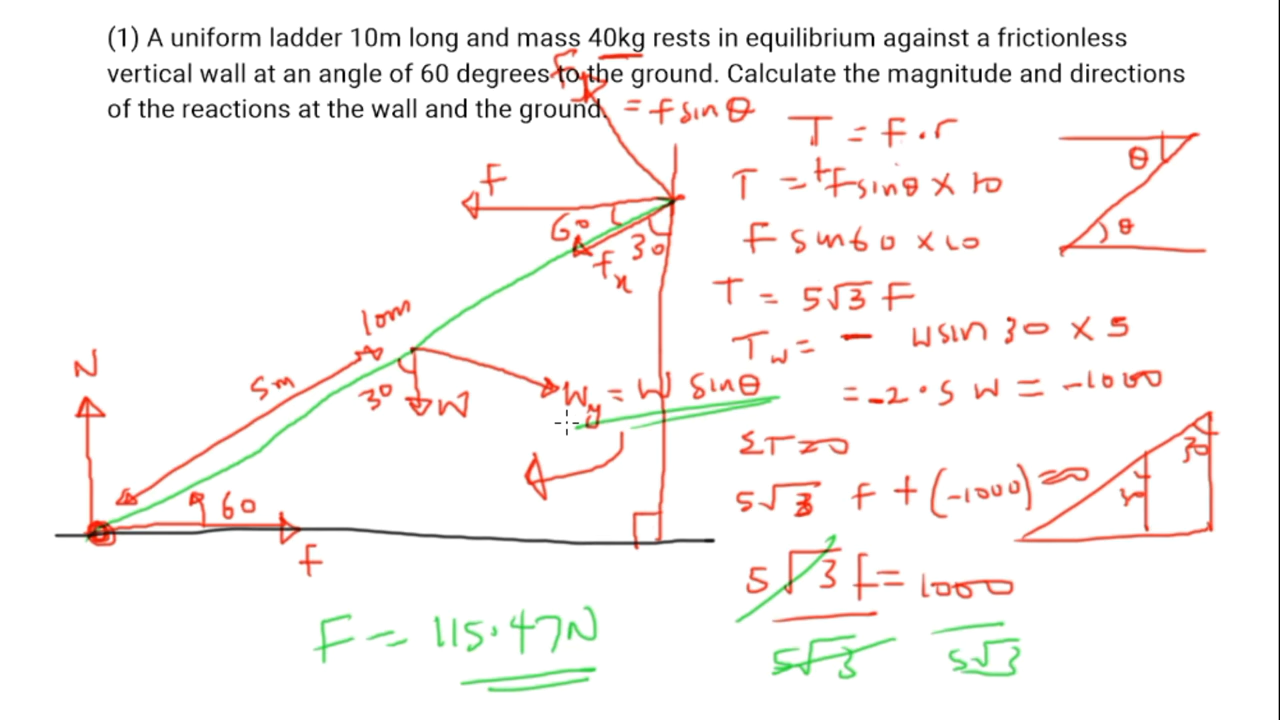 (1) A uniform ladder 10m long and mass 40kg rests in equilibrium against a frictionless
vertical wall at an angle of 60 degrees to the ground. Calculate the magnitude and directions
of the reactions at the wall and the ground.
= F sin θ
T = F . r
θ
θ
F
T = +F sin θ × 10
60
30
Fx
F sin 60 × 10
T = 5√3 F
10m
Tw = - W sin 30 × 5
N
5m
30
W
Wy = W sin θ
= -2.5 W = -1000
ΣT = 0
30
30
5√3 F + (-1000) = 0
60
F
5√3 F = 1000
5√3 5√3
F = 115.47N